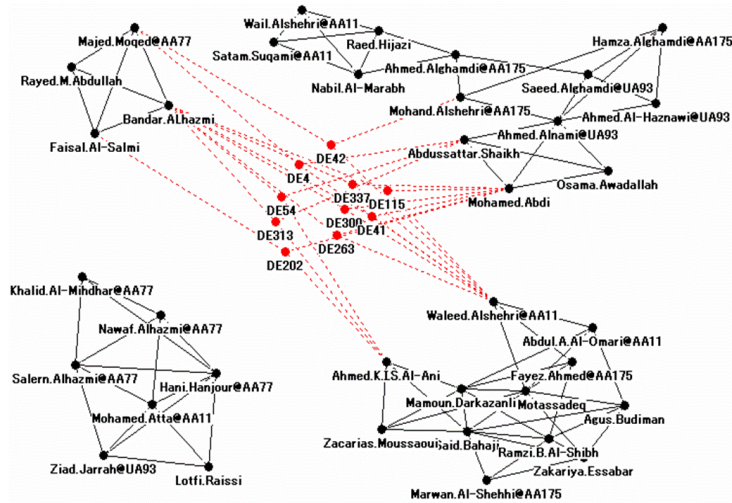 Wail.Alshehri@AA11
Majed.Moqed@AA77
Hamza.Alghamdi@AA175
Raed.Hijazi
Satam.Suqami@AA11
Ahmed.Alghamdi@AA175
Rayed.M.Abdullah
Nabil.Al-Marabh
Saeed.Alghamdi@UA93
Mohand.Alshehri@AA175
Bandar.ALhazmi
Ahmed.Al-Haznawi@UA93
Ahmed.Alnami@UA93
Faisal.Al-Salmi
DE42
Abdussattar.Shaikh
DE4
Osama.Awadallah
DE337
DE115
Mohamed.Abdi
DE54
DE300
DE41
DE313
DE263
DE202
Khalid.Al-Mihdhar@AA77
Waleed.Alshehri@AA11
Nawaf.Alhazmi@AA77
Abdul.A.Al-Omari@AA11
Ahmed.K.I.S.Al-Ani
Fayez.Ahmed@AA175
Salem.Alhazmi@AA77
Hani.Hanjour@AA77
Mamoun.Darkazanli
Motassadeq
Mohamed.Atta@AA11
Agus.Budiman
Zacarias.Moussaoui
Said.Bahaji
Ramzi.B.Al-Shibh
Ziad.Jarrah@UA93
Zakariya.Essabar
Lotfi.Raissi
Marwan.Al-Shehhi@AA175